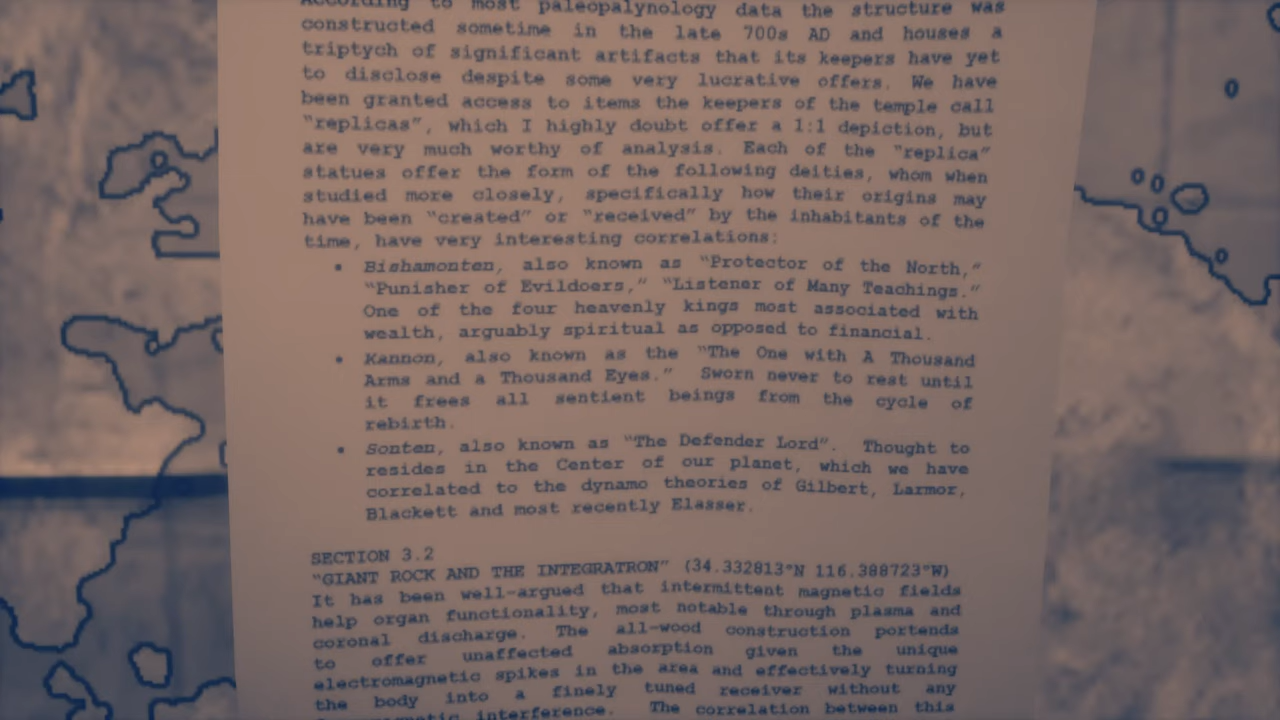 According to most paleopalynology data the structure was
constructed sometime in the late 700s AD and houses a
triptych of significant artifacts that its keepers have yet
to disclose despite some very lucrative offers. We have
been granted access to items the keepers of the temple call
“replicas”, which I highly doubt offer a 1:1 depiction, but
are very much worthy of analysis. Each of the “replica”
statues offer the form of the following deities, whom when
studied more closely, specifically how their origins may
have been “created” or “received” by the inhabitants of the
time, have very interesting correlations:
• Bishamonten, also known as “Protector of the North,”
“Punisher of Evildoers,” “Listener of Many Teachings.”
One of the four heavenly kings most associated with
wealth, arguably spiritual as opposed to financial.
• Kannon, also known as the “The One with A Thousand
Arms and a Thousand Eyes.” Sworn never to rest until
it frees all sentient beings from the cycle of
rebirth.
• Sonten, also known as “The Defender Lord”. Thought to
resides in the Center of our planet, which we have
correlated to the dynamo theories of Gilbert, Larmor,
Blackett and most recently Elasser.
SECTION 3.2
“GIANT ROCK AND THE INTEGRATRON” (34.332813°N 116.388723°W)
It has been well-argued that intermittent magnetic fields
help organ functionality, most notable through plasma and
coronal discharge. The all-wood construction portends
to offer unaffected absorption given the unique
electromagnetic spikes in the area and effectively turning
the body into a finely tuned receiver without any
interference. The correlation between this